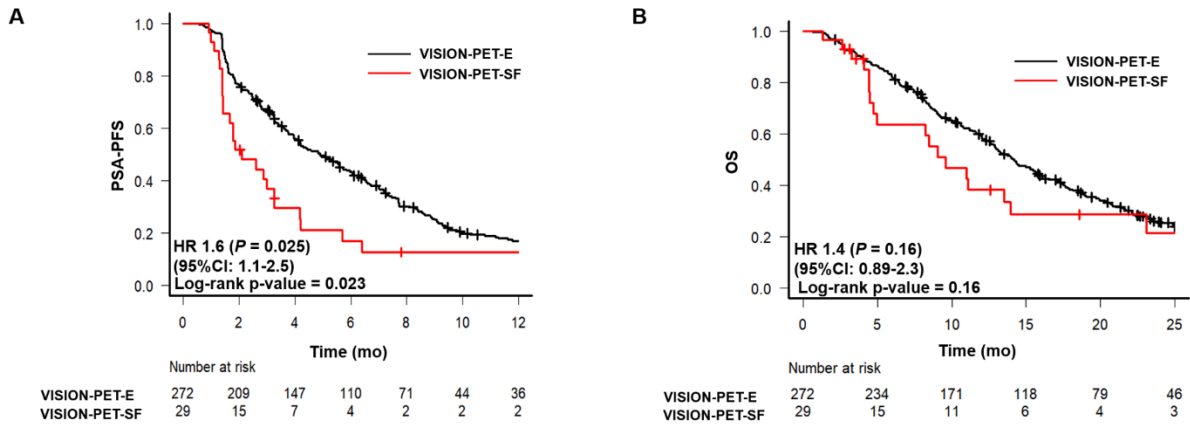 A
1.0
0.8
0.6
0.4
0.2
0.0
PSA-PFS
VISION-PET-E
VISION-PET-SF
HR 1.6 (P = 0.025)
(95%CI: 1.1-2.5)
Log-rank p-value = 0.023
0 2 4 6 8 10 12
Time (mo)
Number at risk
VISION-PET-E 272 209 147 110 71 44 36
VISION-PET-SF 29 15 7 4 2 2 2
B
1.0
0.8
0.6
0.4
0.2
0.0
OS
VISION-PET-E
VISION-PET-SF
HR 1.4 (P = 0.16)
(95%CI: 0.89-2.3)
Log-rank p-value = 0.16
0 5 10 15 20 25
Time (mo)
Number at risk
VISION-PET-E 272 234 171 118 79 46
VISION-PET-SF 29 15 11 6 4 3